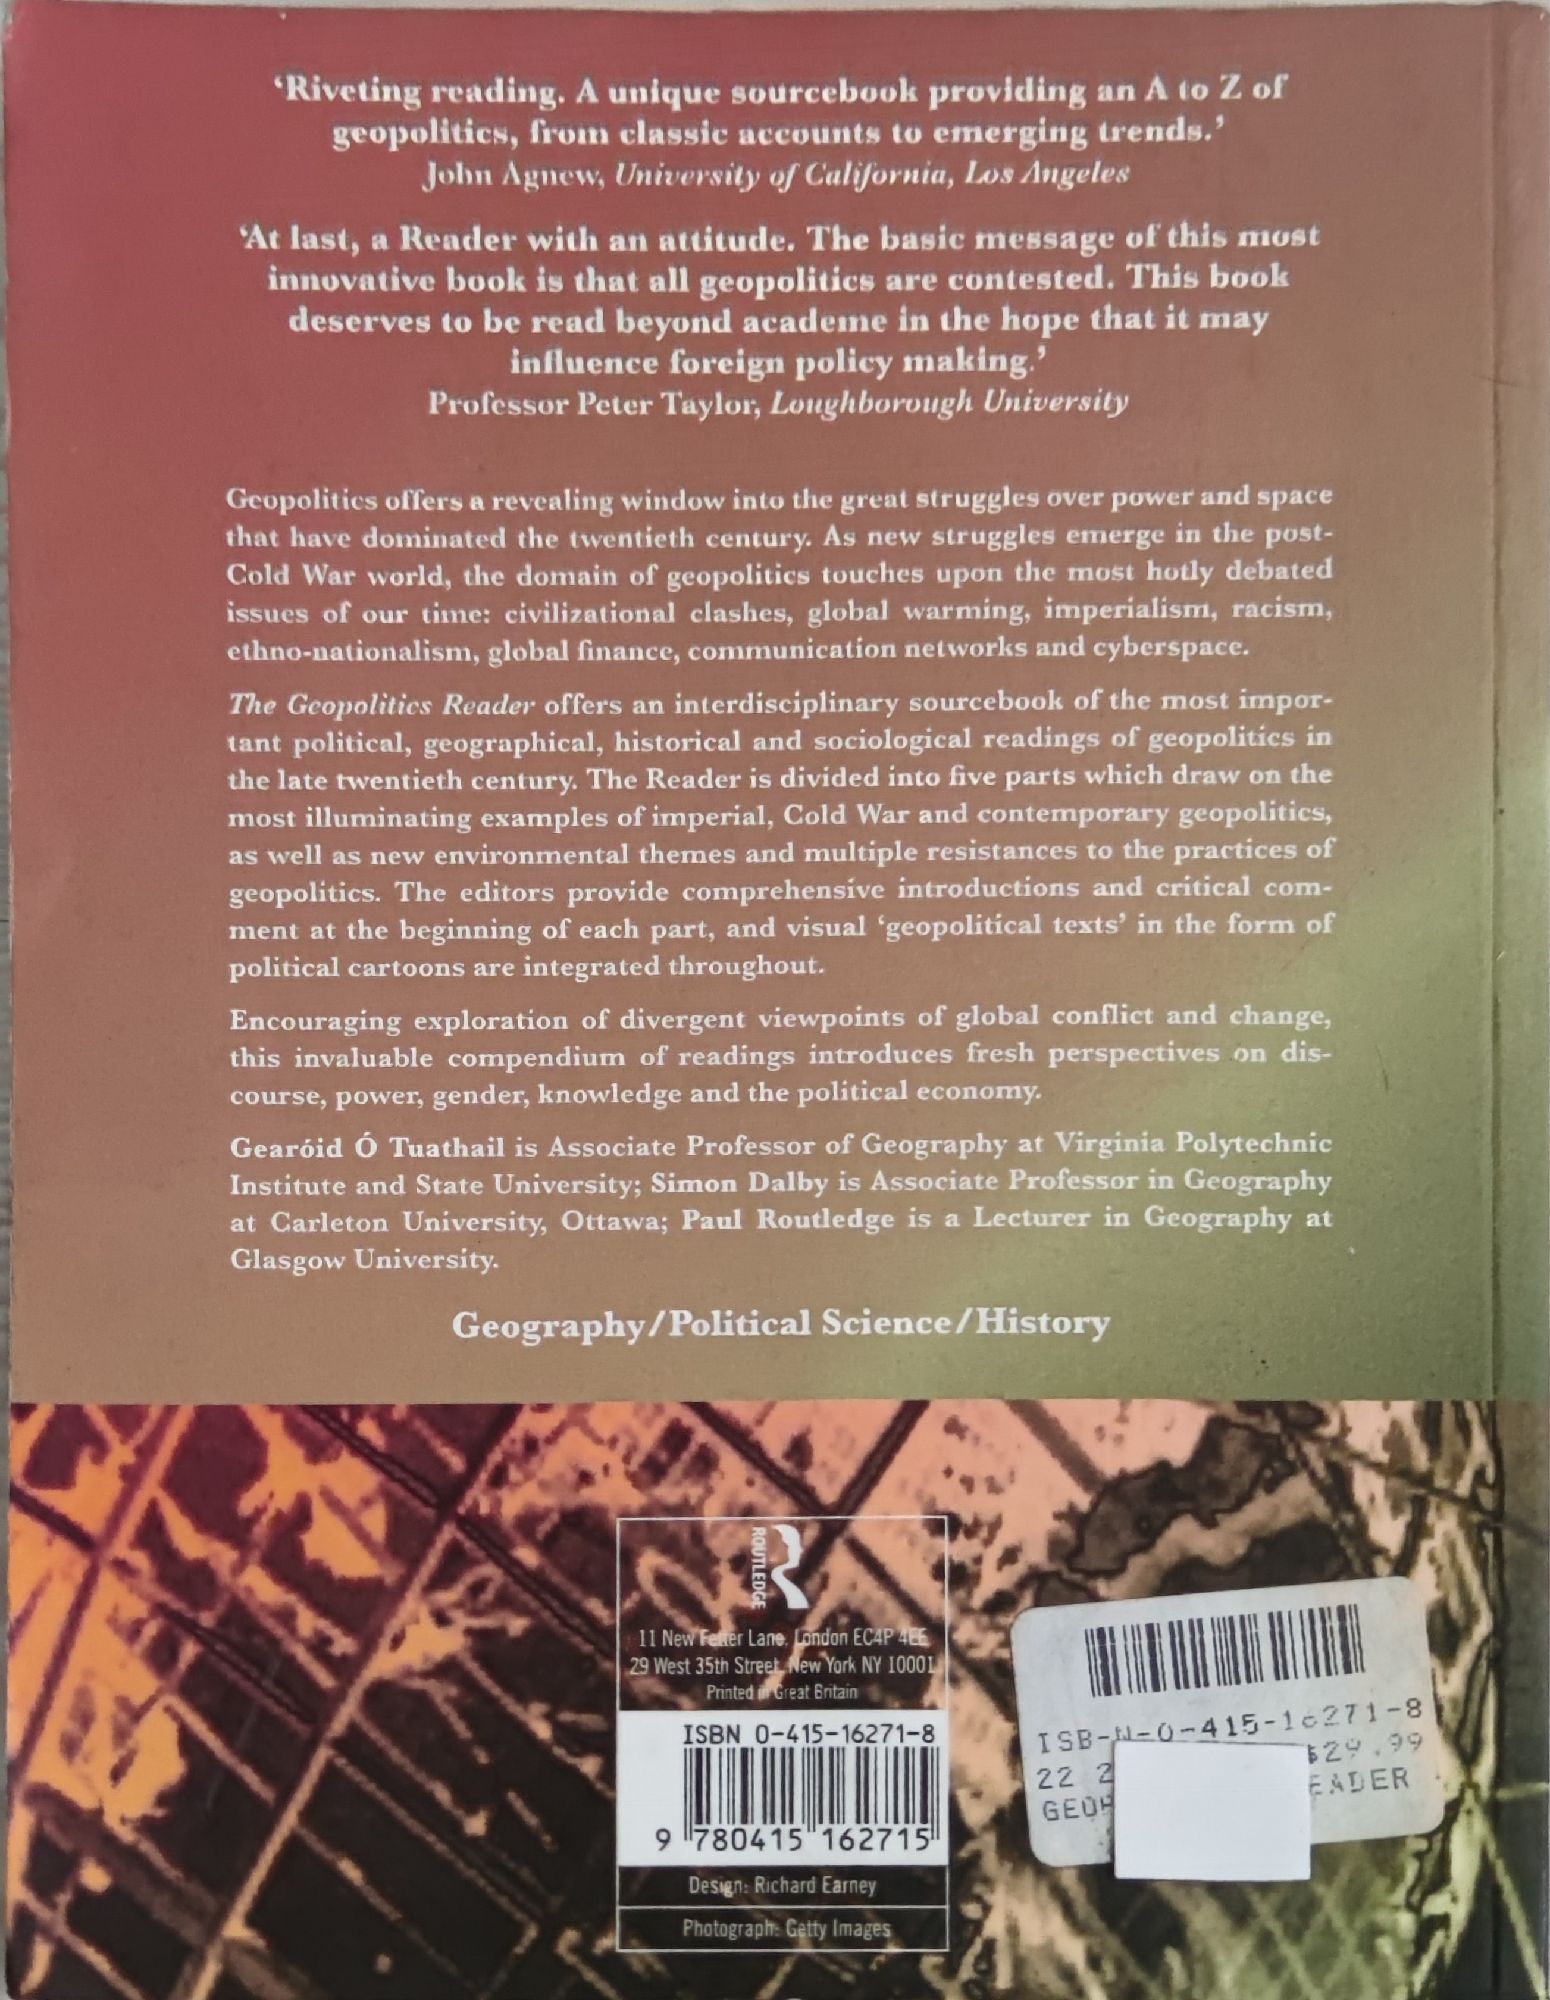 ‘Riveting reading. A unique sourcebook providing an A to Z of
geopolitics, from classic accounts to emerging trends.’
John Agnew, University of California, Los Angeles
‘At last, a Reader with an attitude. The basic message of this most
innovative book is that all geopolitics are contested. This book
deserves to be read beyond academe in the hope that it may
influence foreign policy making.’
Professor Peter Taylor, Loughborough University
Geopolitics offers a revealing window into the great struggles over power and space
that have dominated the twentieth century. As new struggles emerge in the post-
Cold War world, the domain of geopolitics touches upon the most hotly debated
issues of our time: civilizational clashes, global warming, imperialism, racism,
ethno-nationalism, global finance, communication networks and cyberspace.
The Geopolitics Reader offers an interdisciplinary sourcebook of the most impor-
tant political, geographical, historical and sociological readings of geopolitics in
the late twentieth century. The Reader is divided into five parts which draw on the
most illuminating examples of imperial, Cold War and contemporary geopolitics,
as well as new environmental themes and multiple resistances to the practices of
geopolitics. The editors provide comprehensive introductions and critical com-
ment at the beginning of each part, and visual ‘geopolitical texts’ in the form of
political cartoons are integrated throughout.
Encouraging exploration of divergent viewpoints of global conflict and change,
this invaluable compendium of readings introduces fresh perspectives on dis-
course, power, gender, knowledge and the political economy.
Gearóid Ó Tuathail is Associate Professor of Geography at Virginia Polytechnic
Institute and State University; Simon Dalby is Associate Professor in Geography
at Carleton University, Ottawa; Paul Routledge is a Lecturer in Geography at
Glasgow University.
Geography/Political Science/History
ROUTLEDGE
11 New Fetter Lane, London EC4P 4EE
29 West 35th Street, New York NY 10001
Printed in Great Britain
ISBN 0-415-16271-8
9 780415 162715
Design: Richard Earney
Photograph: Getty Images
ISB-N-0-415-16271-8
22 $29.99